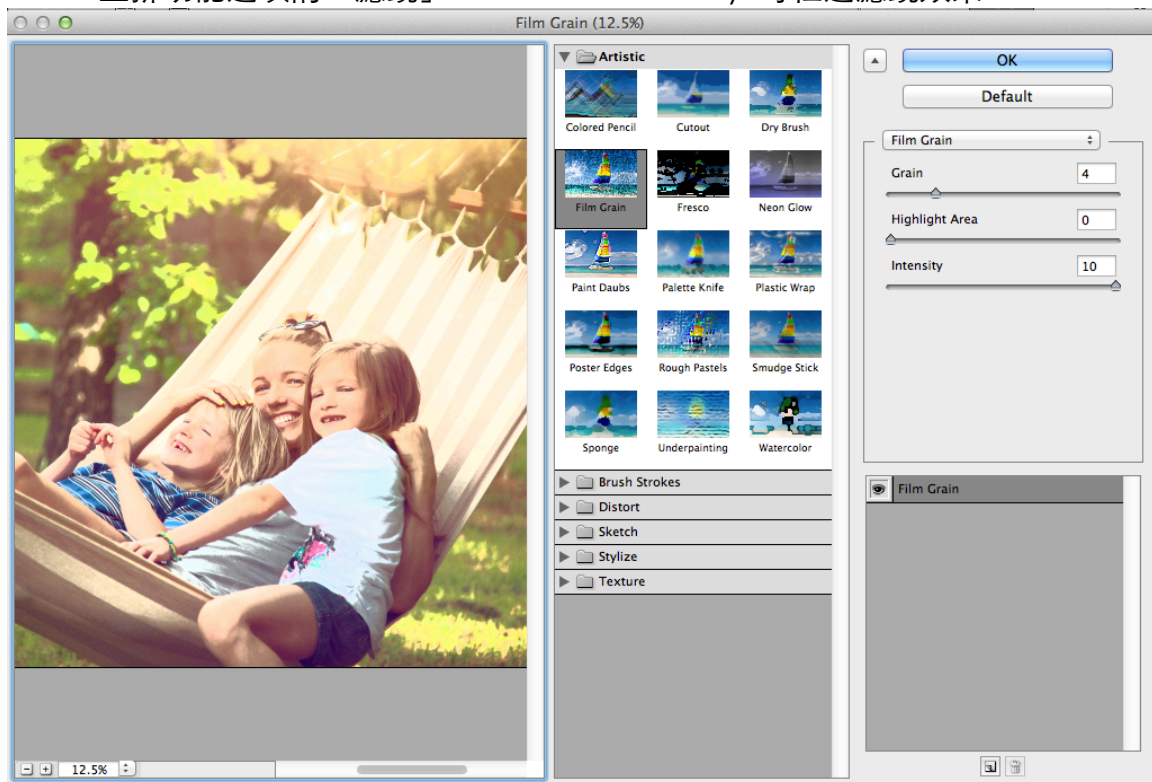 Film Grain (12.5%)
Artistic
Colored Pencil
Cutout
Dry Brush
Film Grain
Fresco
Neon Glow
Paint Daubs
Palette Knife
Plastic Wrap
Poster Edges
Rough Pastels
Smudge Stick
Sponge
Underpainting
Watercolor
Brush Strokes
Distort
Sketch
Stylize
Texture
12.5%
OK
Default
Film Grain
Grain
4
Highlight Area
0
Intensity
10
Film Grain